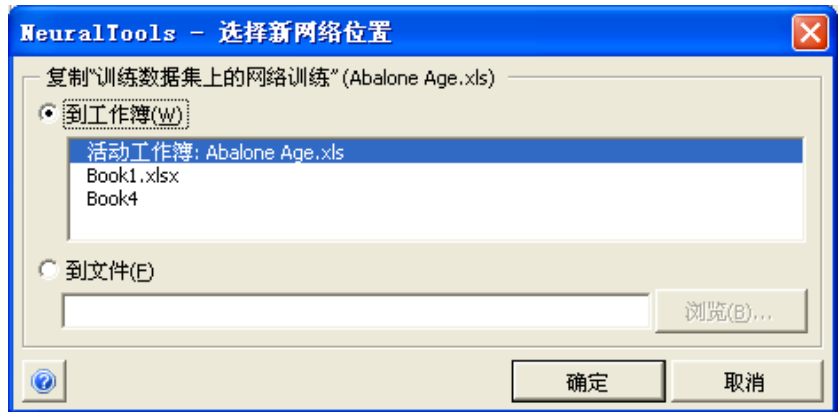 NeuralTools - 选择新网络位置
复制"训练数据集上的网络训练" (Abalone Age.xls)
到工作簿(W)
活动工作簿: Abalone Age.xls
Book1.xlsx
Book4
到文件(F)
浏览(B)...
确定
取消